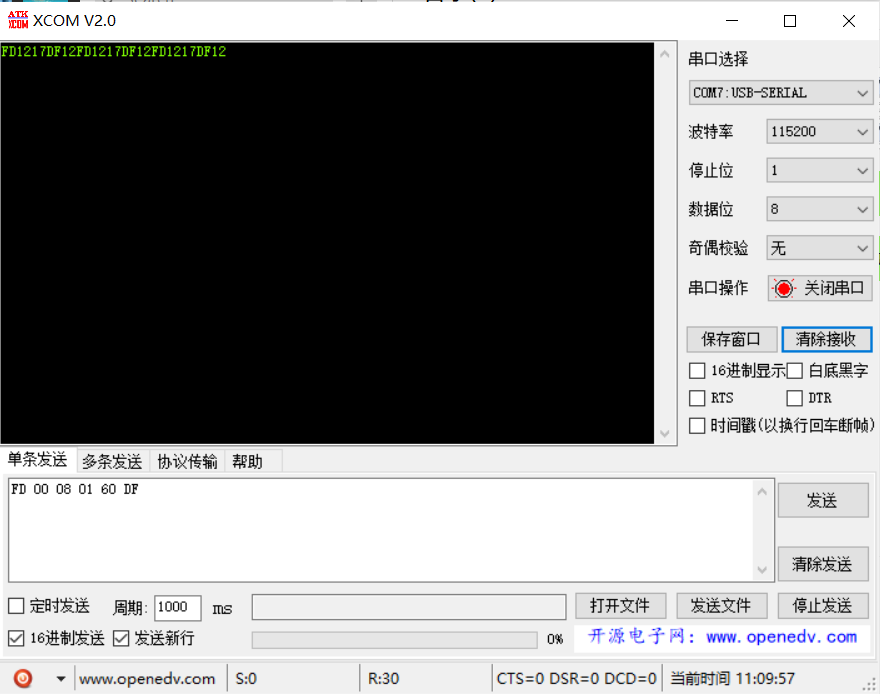 ATK XCOM XCOM V2.0
FD1217DF12FD1217DF12FD1217DF12
串口选择
COM7:USB-SERIAL
波特率 115200
停止位 1
数据位 8
奇偶校验 无
串口操作 关闭串口
保存窗口 清除接收
16进制显示 白底黑字
RTS DTR
时间戳(以换行回车断帧)
单条发送 多条发送 协议传输 帮助
FD 00 08 01 60 DF
发送
清除发送
定时发送 周期: 1000 ms 打开文件 发送文件 停止发送
16进制发送 发送新行 0% 开源电子网: www.openedv.com
www.openedv.com S:0 R:30 CTS=0 DSR=0 DCD=0 当前时间 11:09:57